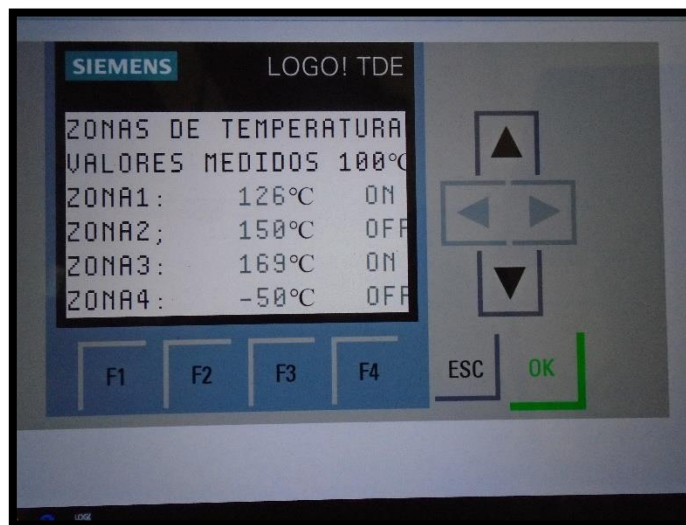 SIEMENS LOGO! TDE
ZONAS DE TEMPERATURA
VALORES MEDIDOS 100°C
ZONA1: 126°C ON
ZONA2; 150°C OFF
ZONA3: 169°C ON
ZONA4: -50°C OFF
F1 F2 F3 F4 ESC OK